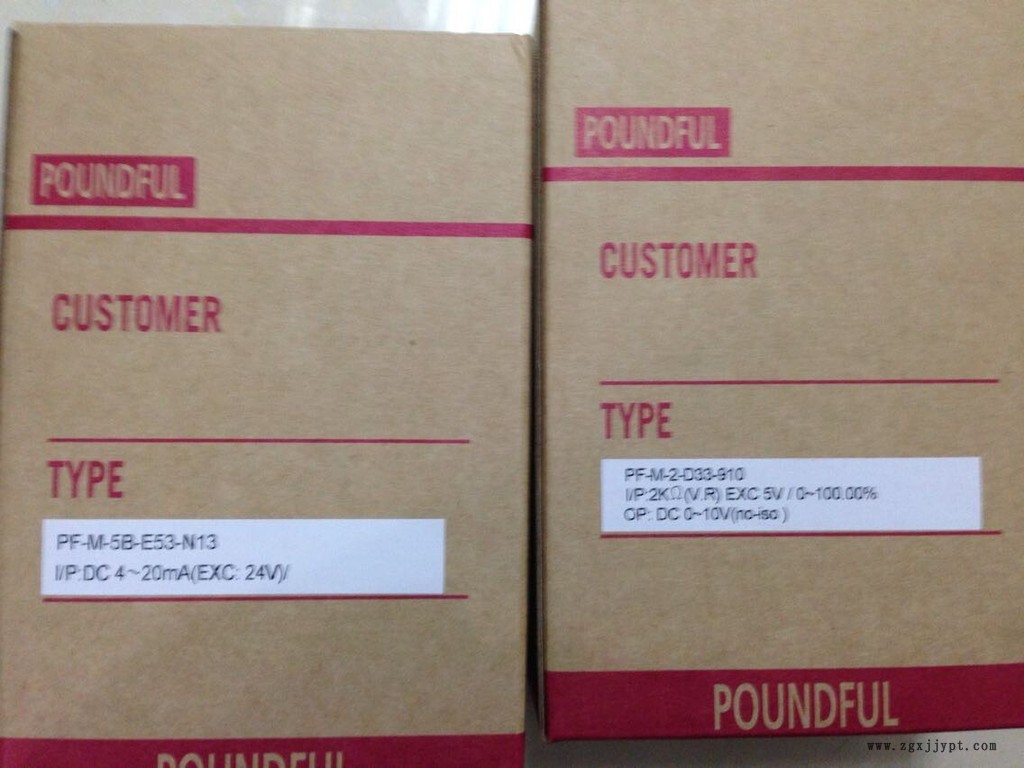 POUNDFUL
CUSTOMER
TYPE
PF-M-5B-E53-N13
I/P:DC 4~20mA(EXC: 24V)/
POUNDFUL
POUNDFUL
CUSTOMER
TYPE
PF-M-2-D33-910
I/P:2KΩ(V.R) EXC 5V / 0~100.00%
OP: DC 0~10V(no-iso )
POUNDFUL
www.zgxjjypt.com